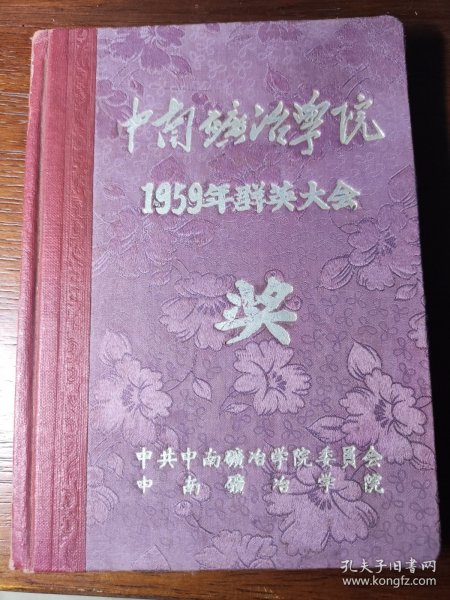 中南礦冶學院
1959年群英大会
奖
中共中南礦冶学院委員会
中南礦冶学院
孔夫子旧书网
www.kongfz.com